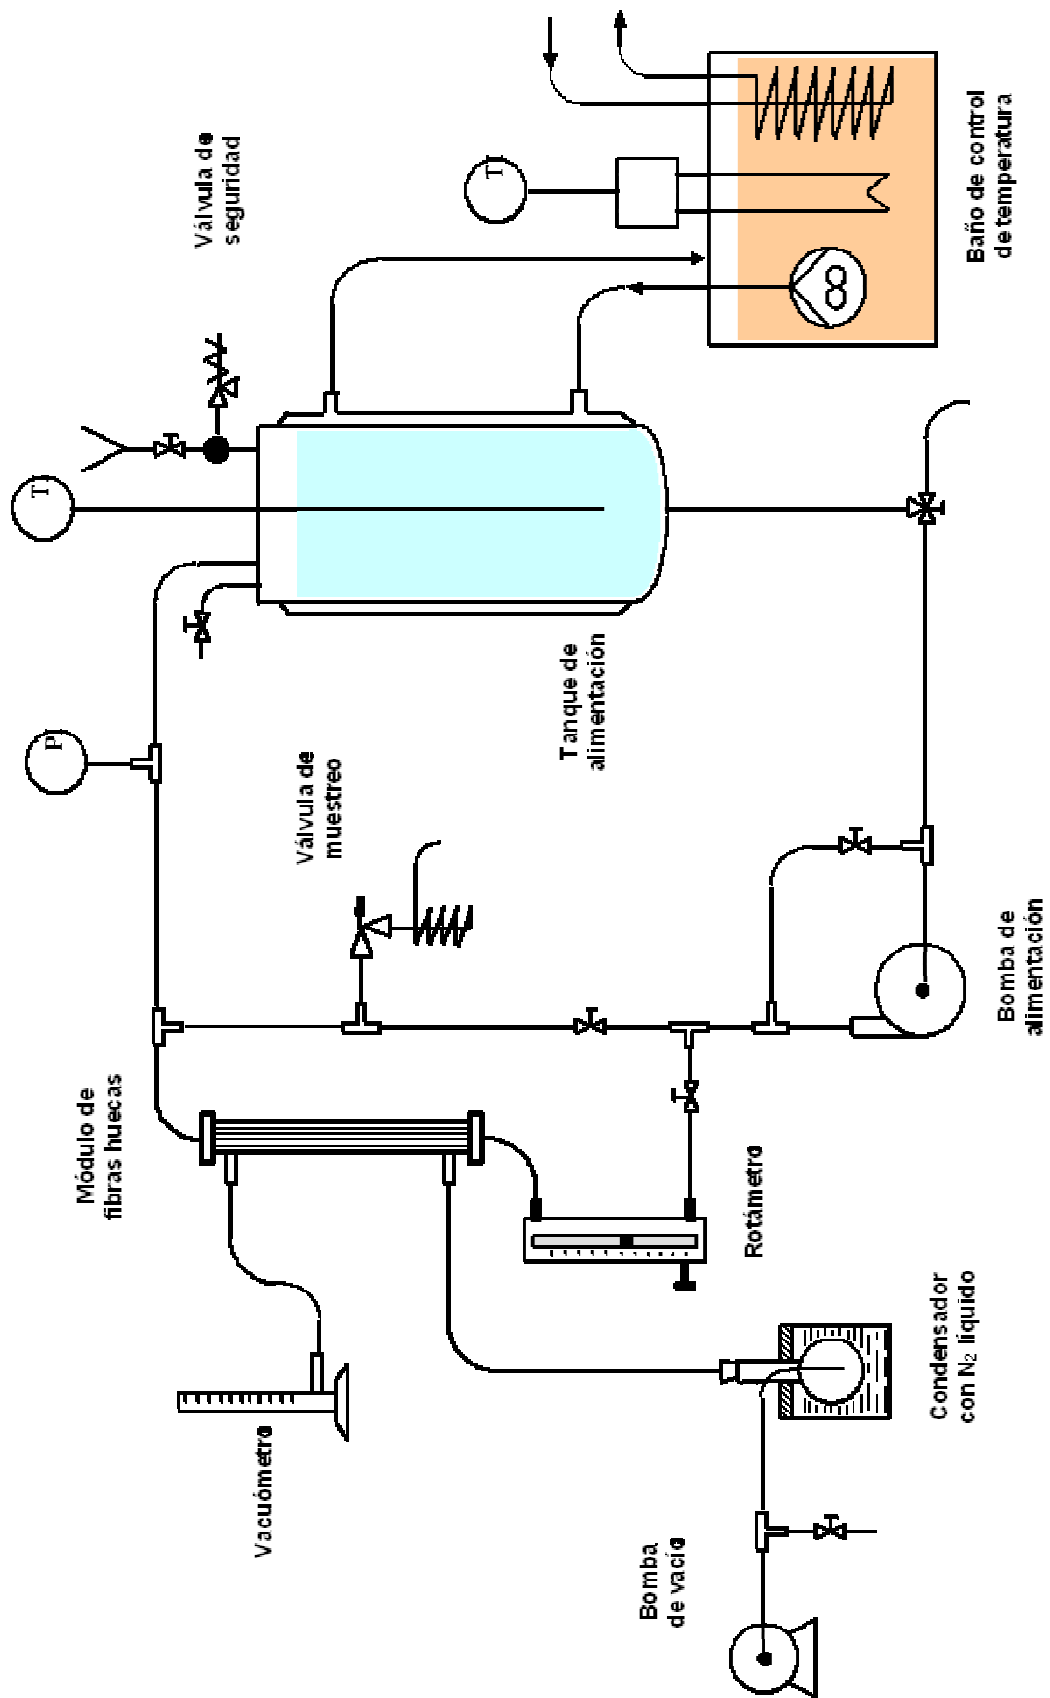 Válvula de
seguridad
T
T
P
Baño de control
de temperatura
Tanque de
alimentación
Válvula de
muestreo
Bomba de
alimentación
Módulo de
fibras huecas
Rotámetro
Vacuómetro
Condensador
con N₂ líquido
Bomba
de vacío